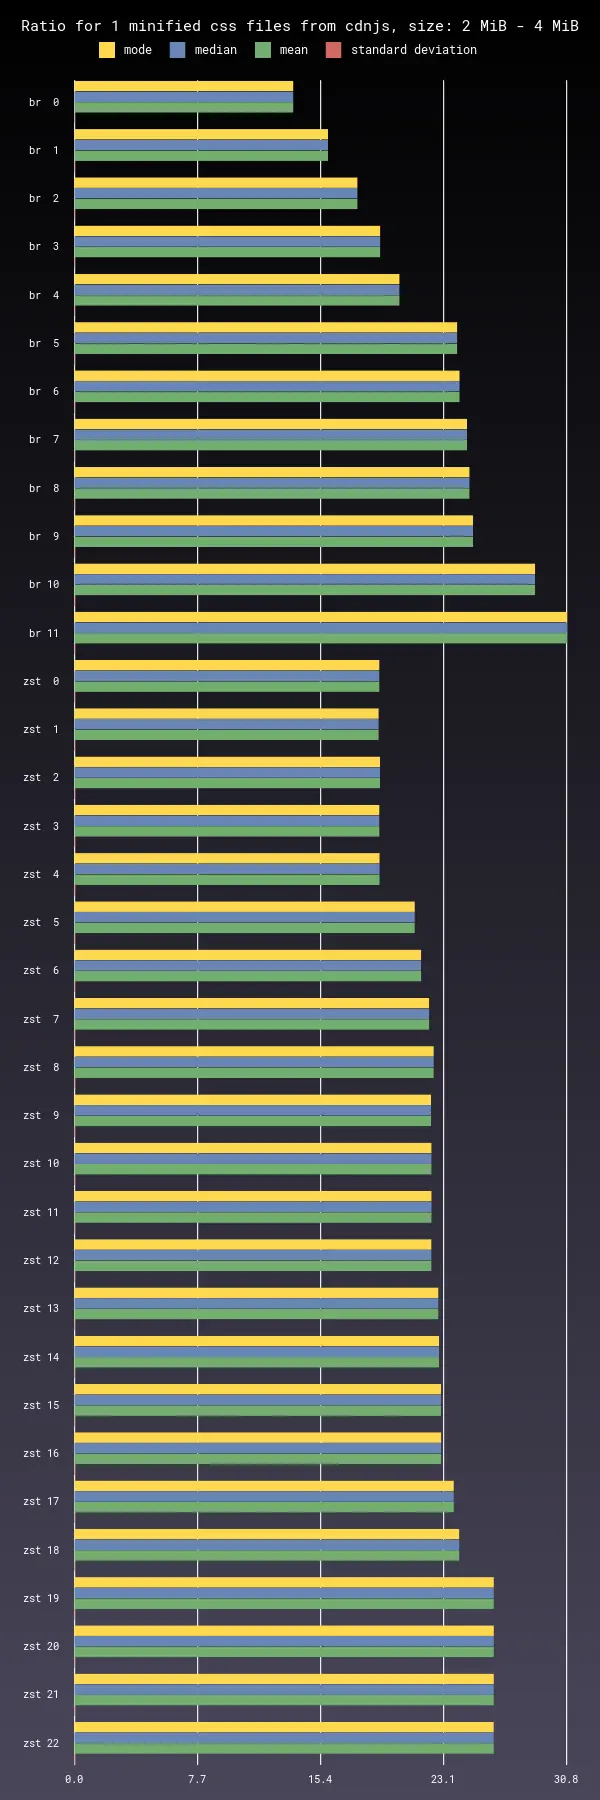 Ratio for 1 minified css files from cdnjs, size: 2 MiB - 4 MiB
mode median mean standard deviation
br 0
br 1
br 2
br 3
br 4
br 5
br 6
br 7
br 8
br 9
br 10
br 11
zst 0
zst 1
zst 2
zst 3
zst 4
zst 5
zst 6
zst 7
zst 8
zst 9
zst 10
zst 11
zst 12
zst 13
zst 14
zst 15
zst 16
zst 17
zst 18
zst 19
zst 20
zst 21
zst 22
0.0 7.7 15.4 23.1 30.8